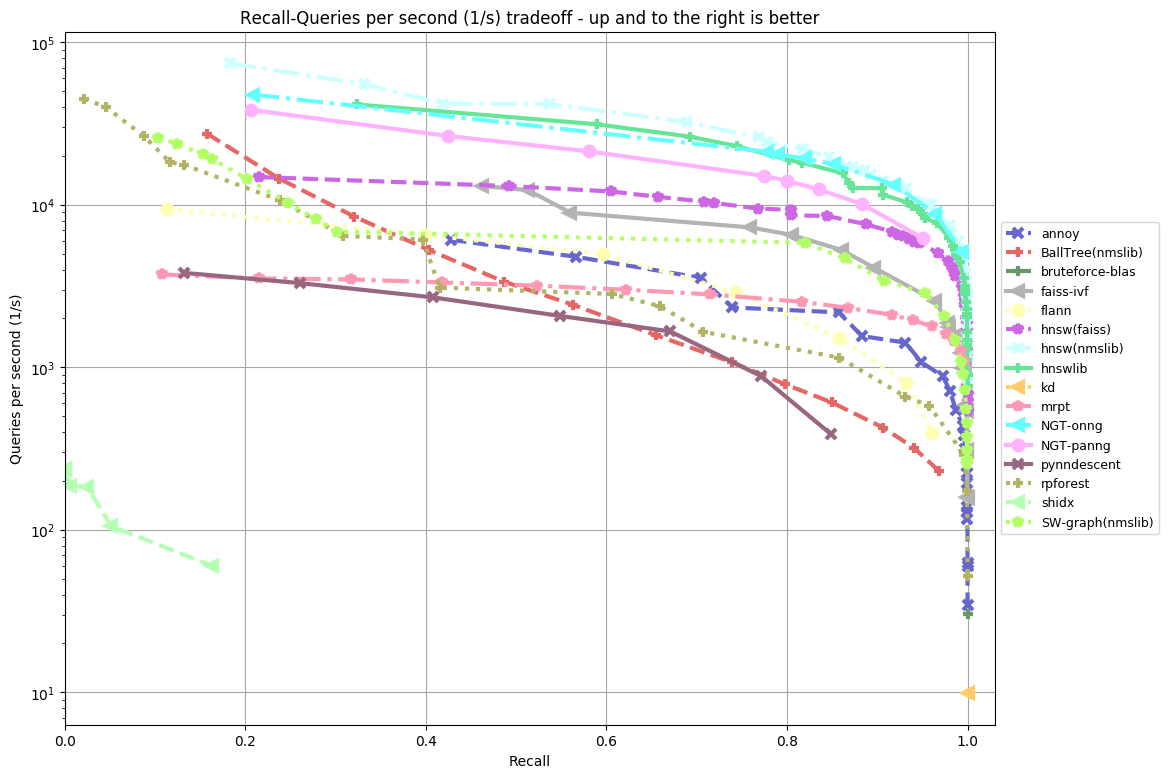 Recall-Queries per second (1/s) tradeoff - up and to the right is better
10^5
10^4
10^3
10^2
10^1
Queries per second (1/s)
0.0 0.2 0.4 0.6 0.8 1.0
Recall
annoy
BallTree(nmslib)
bruteforce-blas
faiss-ivf
flann
hnsw(faiss)
hnsw(nmslib)
hnswlib
kd
mrpt
NGT-onng
NGT-panng
pynndescent
rpforest
shidx
SW-graph(nmslib)